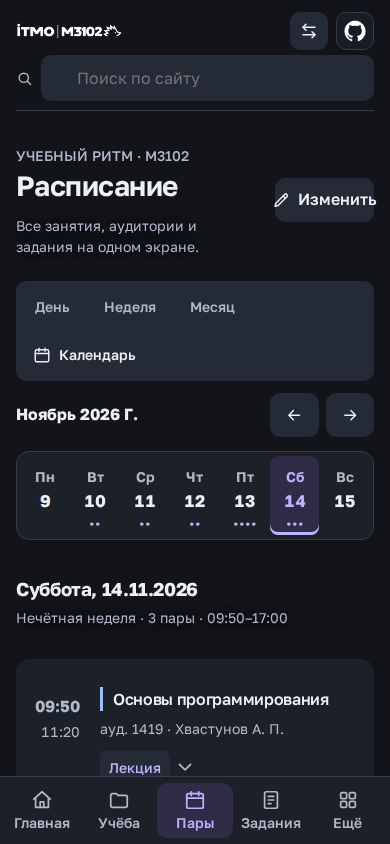 iTMO | M3102
Поиск по сайту
УЧЕБНЫЙ РИТМ · M3102
Расписание
Изменить
Все занятия, аудитории и
задания на одном экране.
День Неделя Месяц
Календарь
Ноябрь 2026 Г.
Пн Вт Ср Чт Пт Сб Вс
9 10 11 12 13 14 15
Суббота, 14.11.2026
Нечётная неделя · 3 пары · 09:50–17:00
09:50 Основы программирования
11:20 ауд. 1419 · Хвастунов А. П.
Лекция
Главная Учёба Пары Задания Ещё